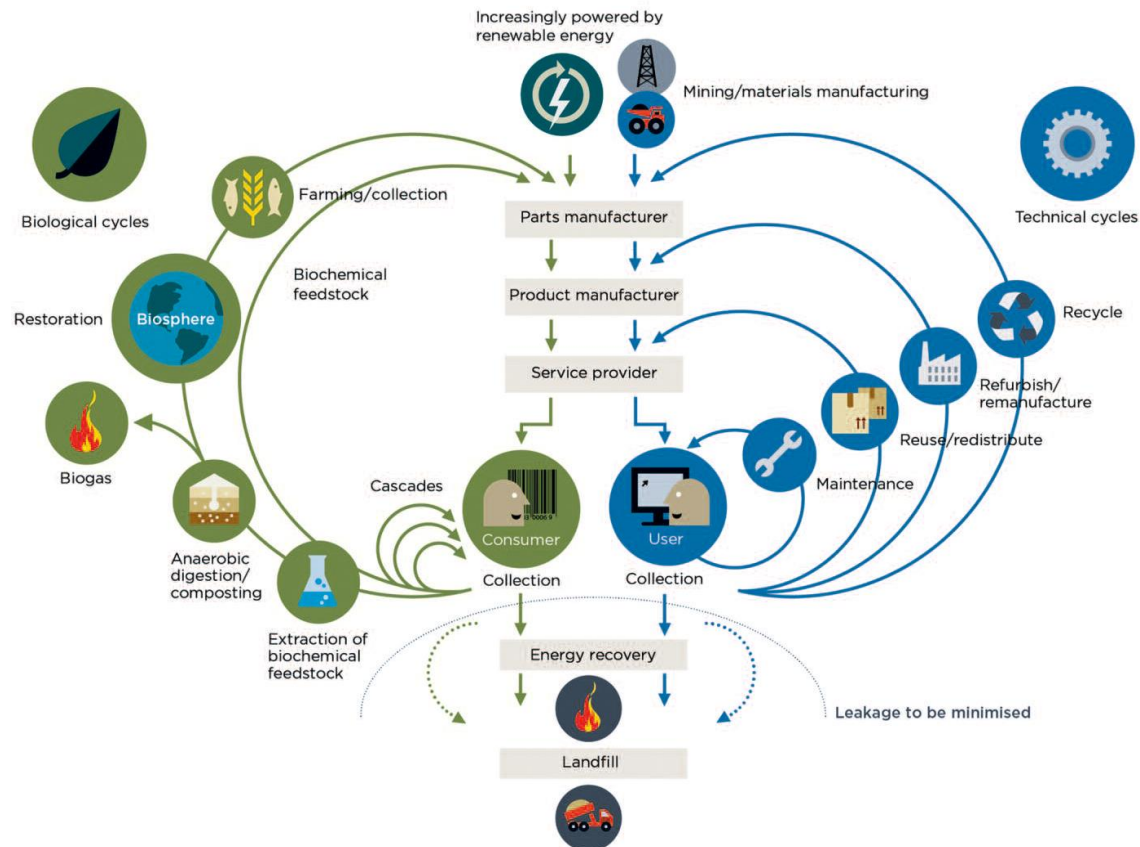 Increasingly powered by
renewable energy
Mining/materials manufacturing
Biological cycles
Farming/collection
Technical cycles
Parts manufacturer
Biochemical
feedstock
Product manufacturer
Restoration
Biosphere
Recycle
Service provider
Refurbish/
remanufacture
Reuse/redistribute
Biogas
Cascades
Maintenance
Consumer
User
Anaerobic
digestion/
composting
Collection
Collection
Extraction of
biochemical
feedstock
Energy recovery
Leakage to be minimised
Landfill